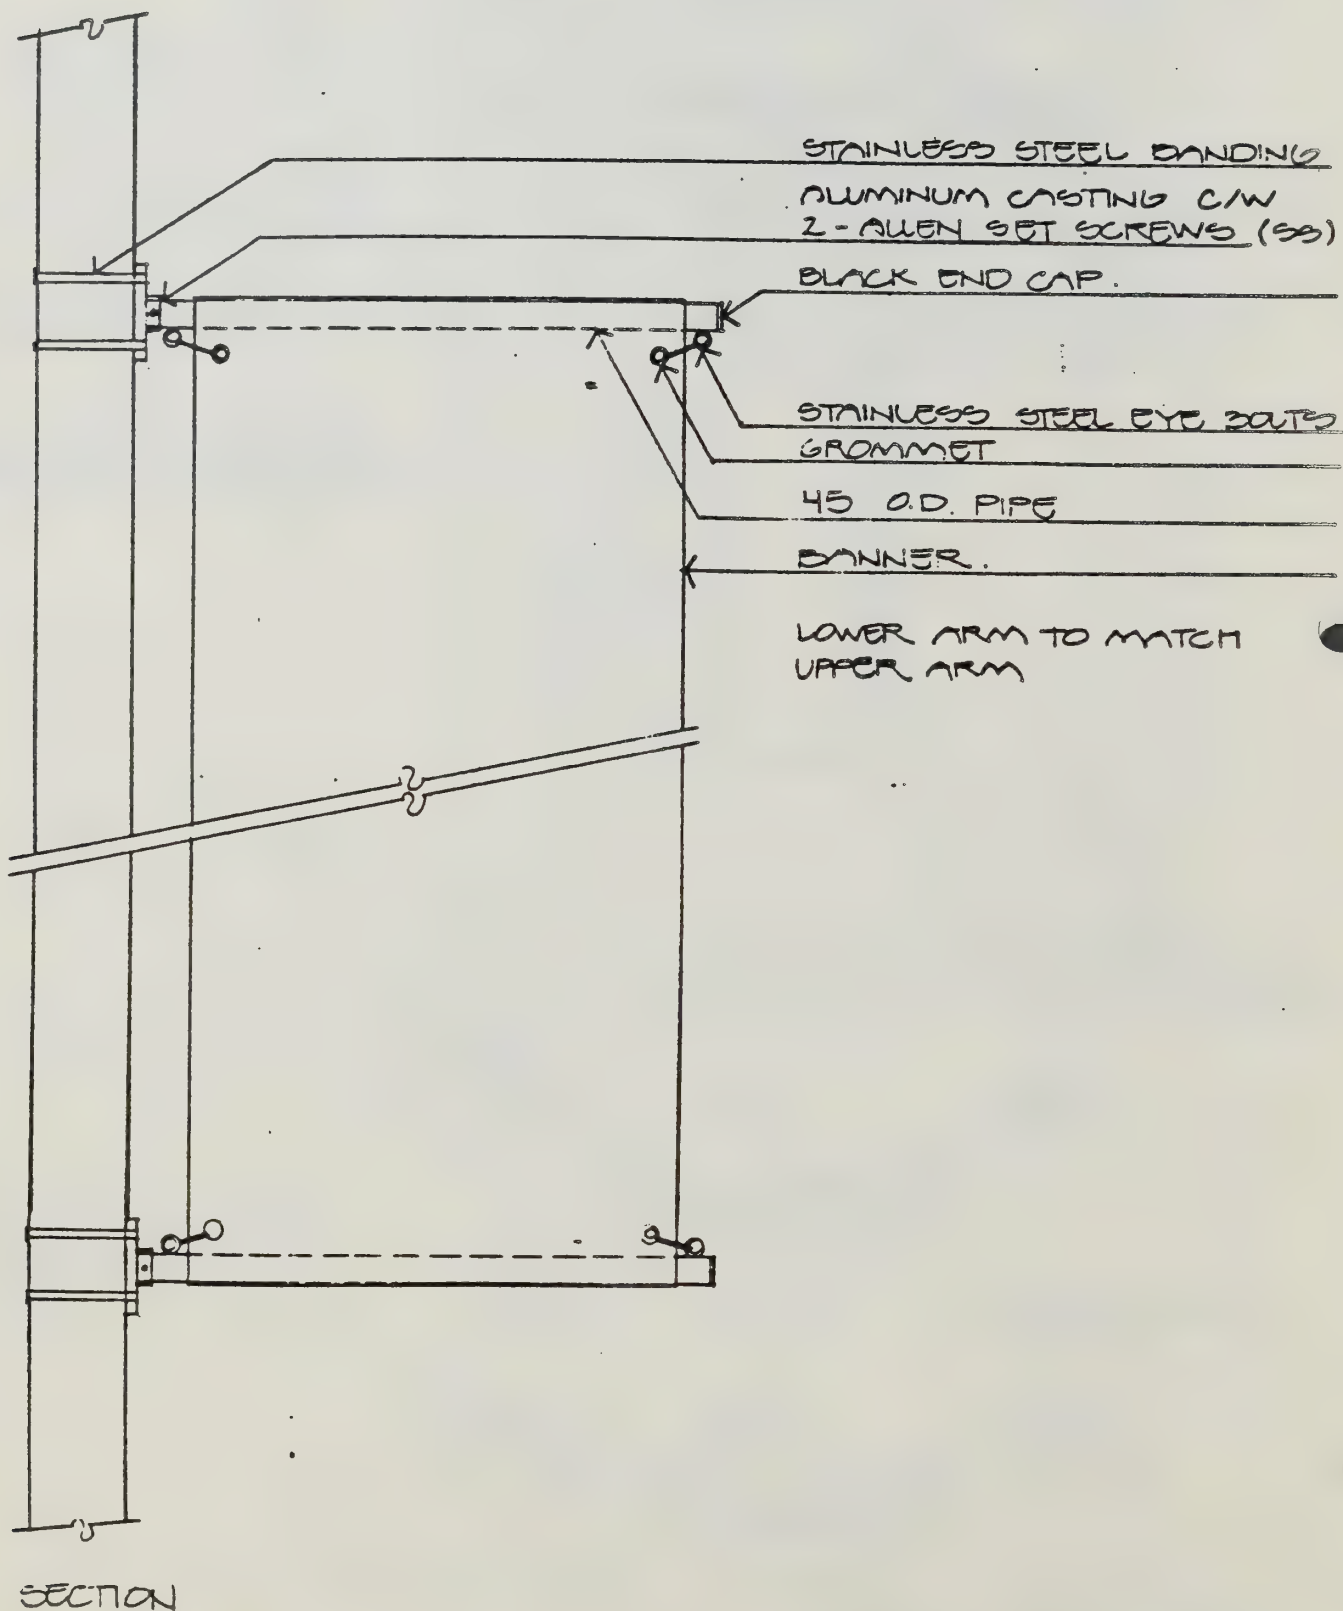 STAINLESS STEEL BANDING
ALUMINUM CASTING C/W
2-ALLEN SET SCREWS (SS)
BLACK END CAP.
STAINLESS STEEL EYE BOLTS
GROMMET
45 O.D. PIPE
BANNER.
LOWER ARM TO MATCH
UPPER ARM
SECTION